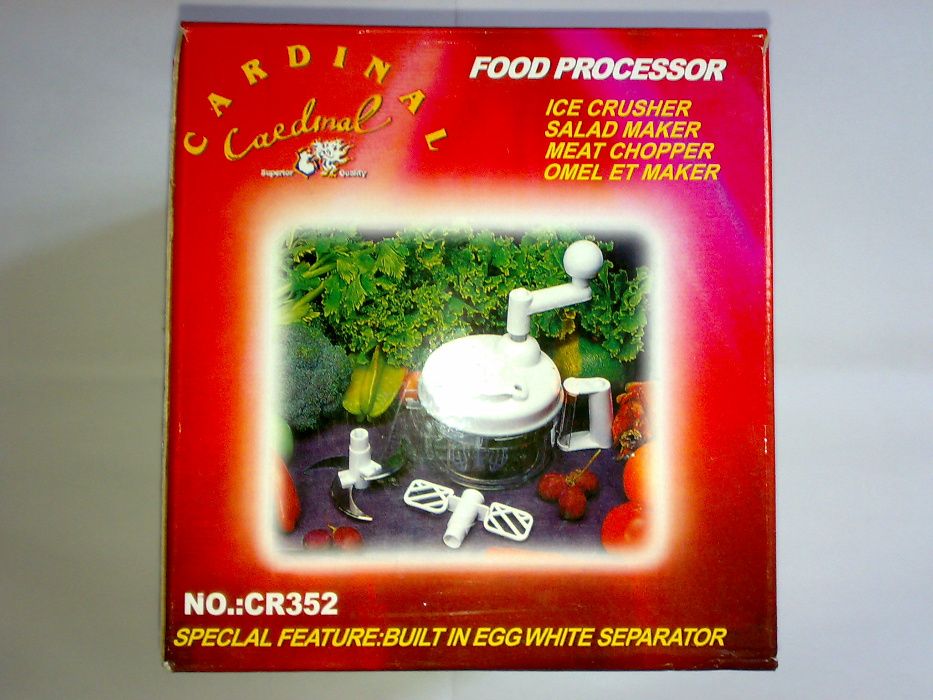 CARDINAL
Caedinal
Superior Quality
FOOD PROCESSOR
ICE CRUSHER
SALAD MAKER
MEAT CHOPPER
OMEL ET MAKER
NO.:CR352
SPECLAL FEATURE:BUILT IN EGG WHITE SEPARATOR